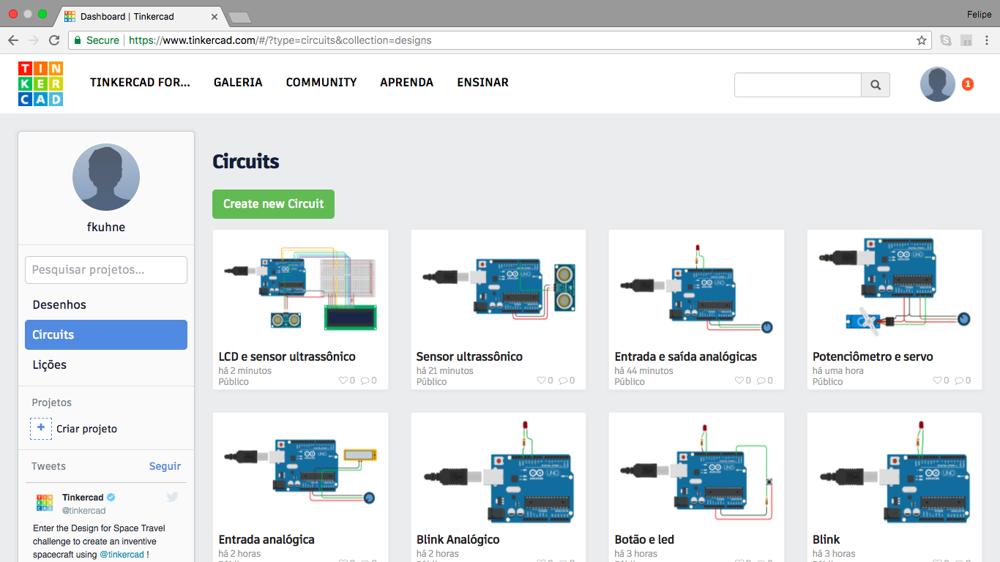 Dashboard | Tinkercad
Felipe
Secure https://www.tinkercad.com/#/?type=circuits&collection=designs
ES
TIN
KER
CAD
TINKERCAD FOR...
GALERIA
COMMUNITY
APRENDA
ENSINAR
1
fkuhne
Pesquisar projetos...
Desenhos
Circuits
Lições
Projetos
+ Criar projeto
Tweets
Seguir
Tinkercad
@tinkercad
Enter the Design for Space Travel
challenge to create an inventive
spacecraft using @tinkercad !
Circuits
Create new Circuit
LCD e sensor ultrassônico
há 2 minutos
Público
0 0
Sensor ultrassônico
há 21 minutos
Público
0 0
Entrada e saída analógicas
há 44 minutos
Público
0 0
Potenciômetro e servo
há uma hora
Público
0 0
Entrada analógica
há 2 horas
Blink Analógico
há 2 horas
Botão e led
há 3 horas
Blink
há 3 horas